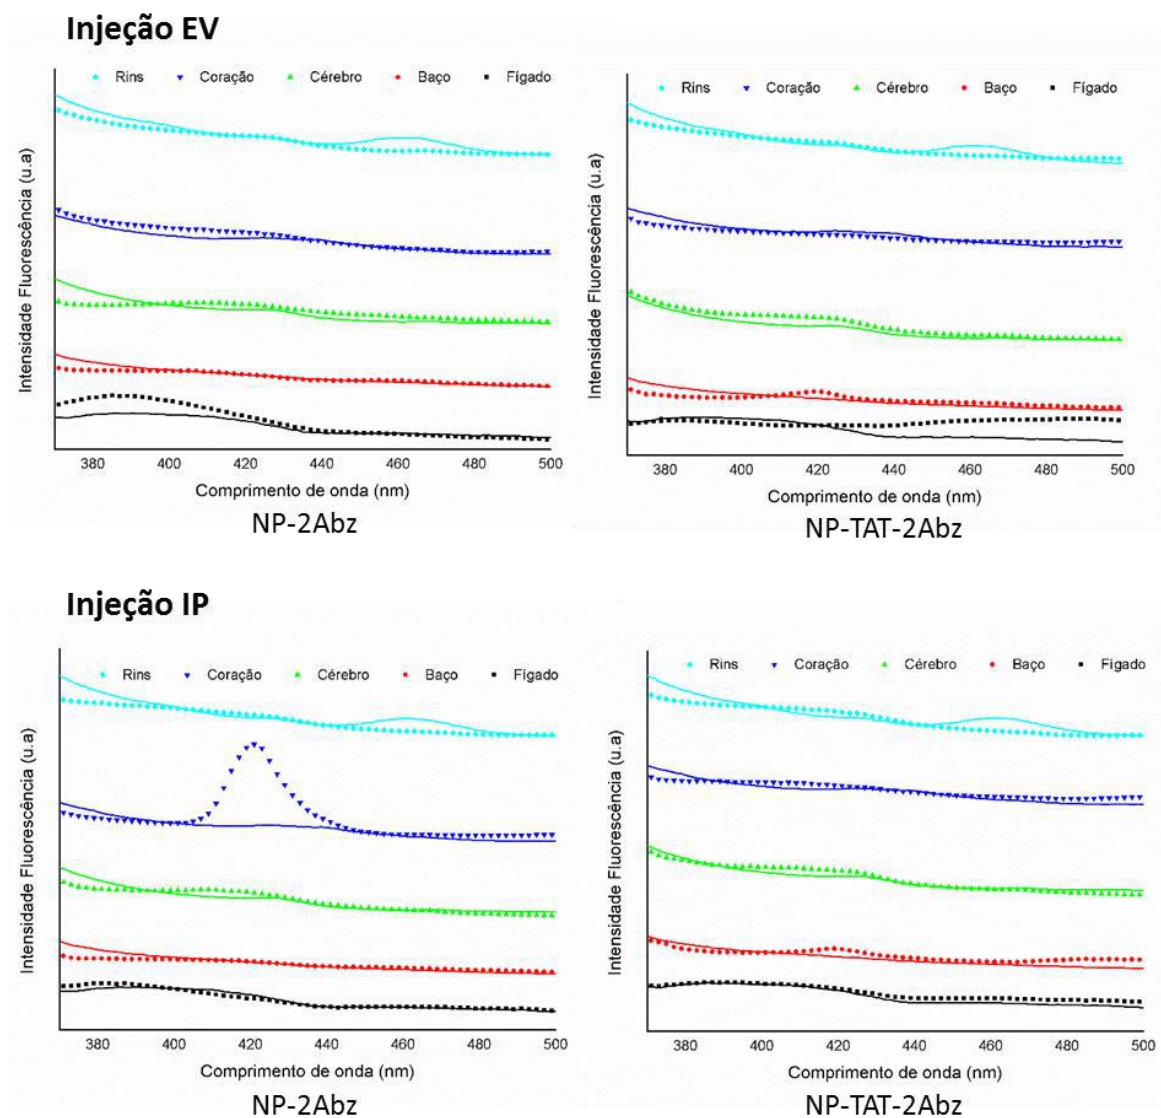 Injeção EV
Rins Coração Cérebro Baço Fígado
Intensidade Fluorescência (u.a)
380 400 420 440 460 480 500
Comprimento de onda (nm)
NP-2Abz
Rins Coração Cérebro Baço Fígado
Intensidade Fluorescência (u.a)
380 400 420 440 460 480 500
Comprimento de onda (nm)
NP-TAT-2Abz
Injeção IP
Rins Coração Cérebro Baço Fígado
Intensidade Fluorescência (u.a)
380 400 420 440 460 480 500
Comprimento de onda (nm)
NP-2Abz
Rins Coração Cérebro Baço Fígado
Intensidade Fluorescência (u.a)
380 400 420 440 460 480 500
Comprimento de onda (nm)
NP-TAT-2Abz